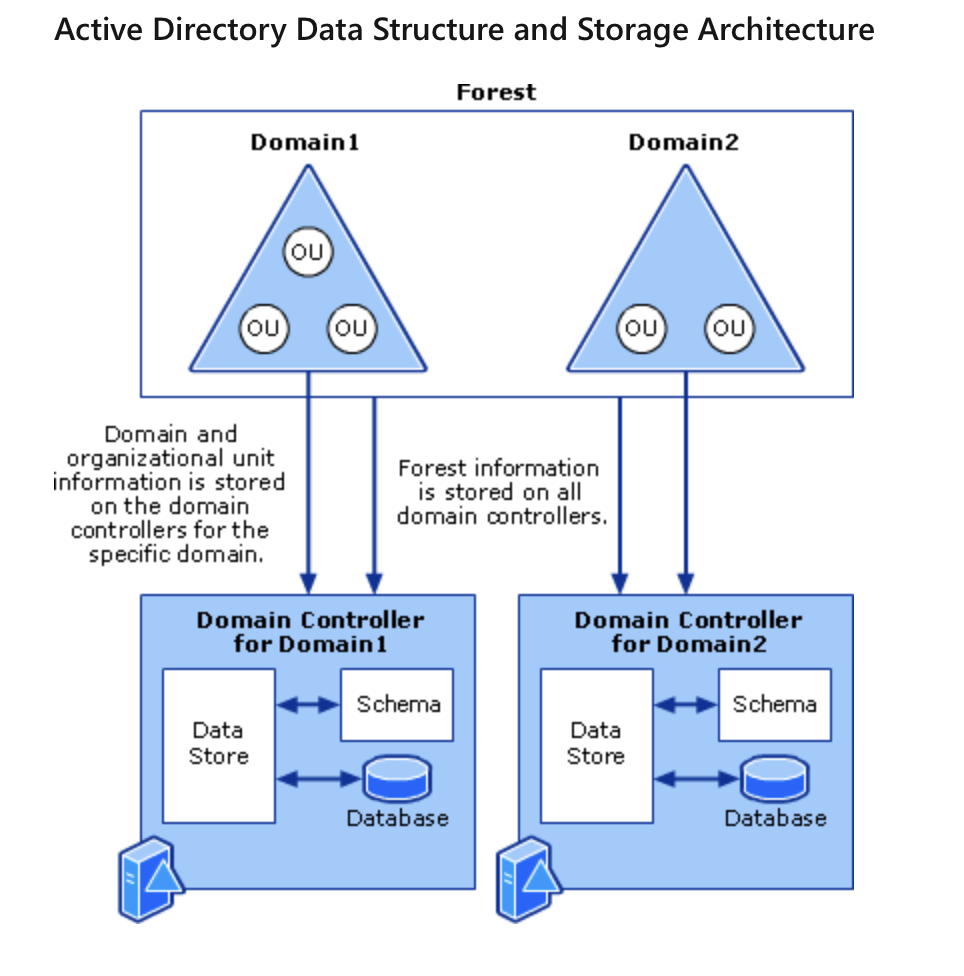 Active Directory Data Structure and Storage Architecture
Forest
Domain1
Domain2
OU
OU
OU
OU
OU
Domain and
organizational unit
information is stored
on the domain
controllers for the
specific domain.
Forest information
is stored on all
domain controllers.
Domain Controller
for Domain1
Data
Store
Schema
Database
Domain Controller
for Domain2
Data
Store
Schema
Database